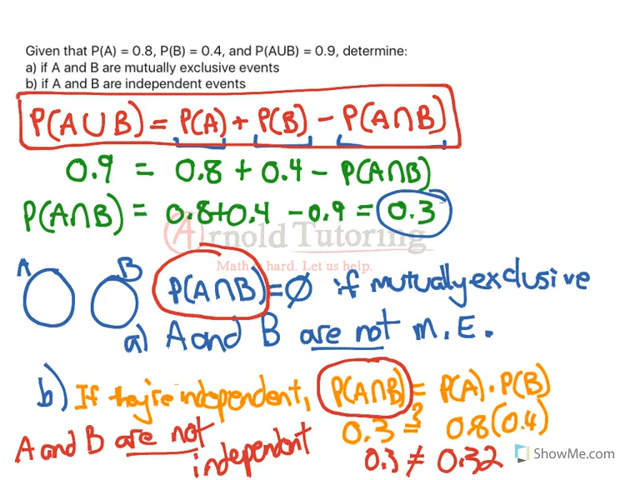 Given that P(A) = 0.8, P(B) = 0.4, and P(AUB) = 0.9, determine:
a) if A and B are mutually exclusive events
b) if A and B are independent events
P(A∪B) = P(A) + P(B) - P(A∩B)
0.9 = 0.8 + 0.4 - P(A∩B)
P(A∩B) = 0.8+0.4 - 0.9 = 0.3
Arnold Tutoring
Math is hard. Let us help.
A B P(A∩B) = ∅ if mutually exclusive
a) A and B are not M.E.
b) If they're independent, P(A∩B) = P(A) · P(B)
0.3 ≟ 0.8(0.4)
A and B are not independent
0.3 ≠ 0.32
ShowMe.com